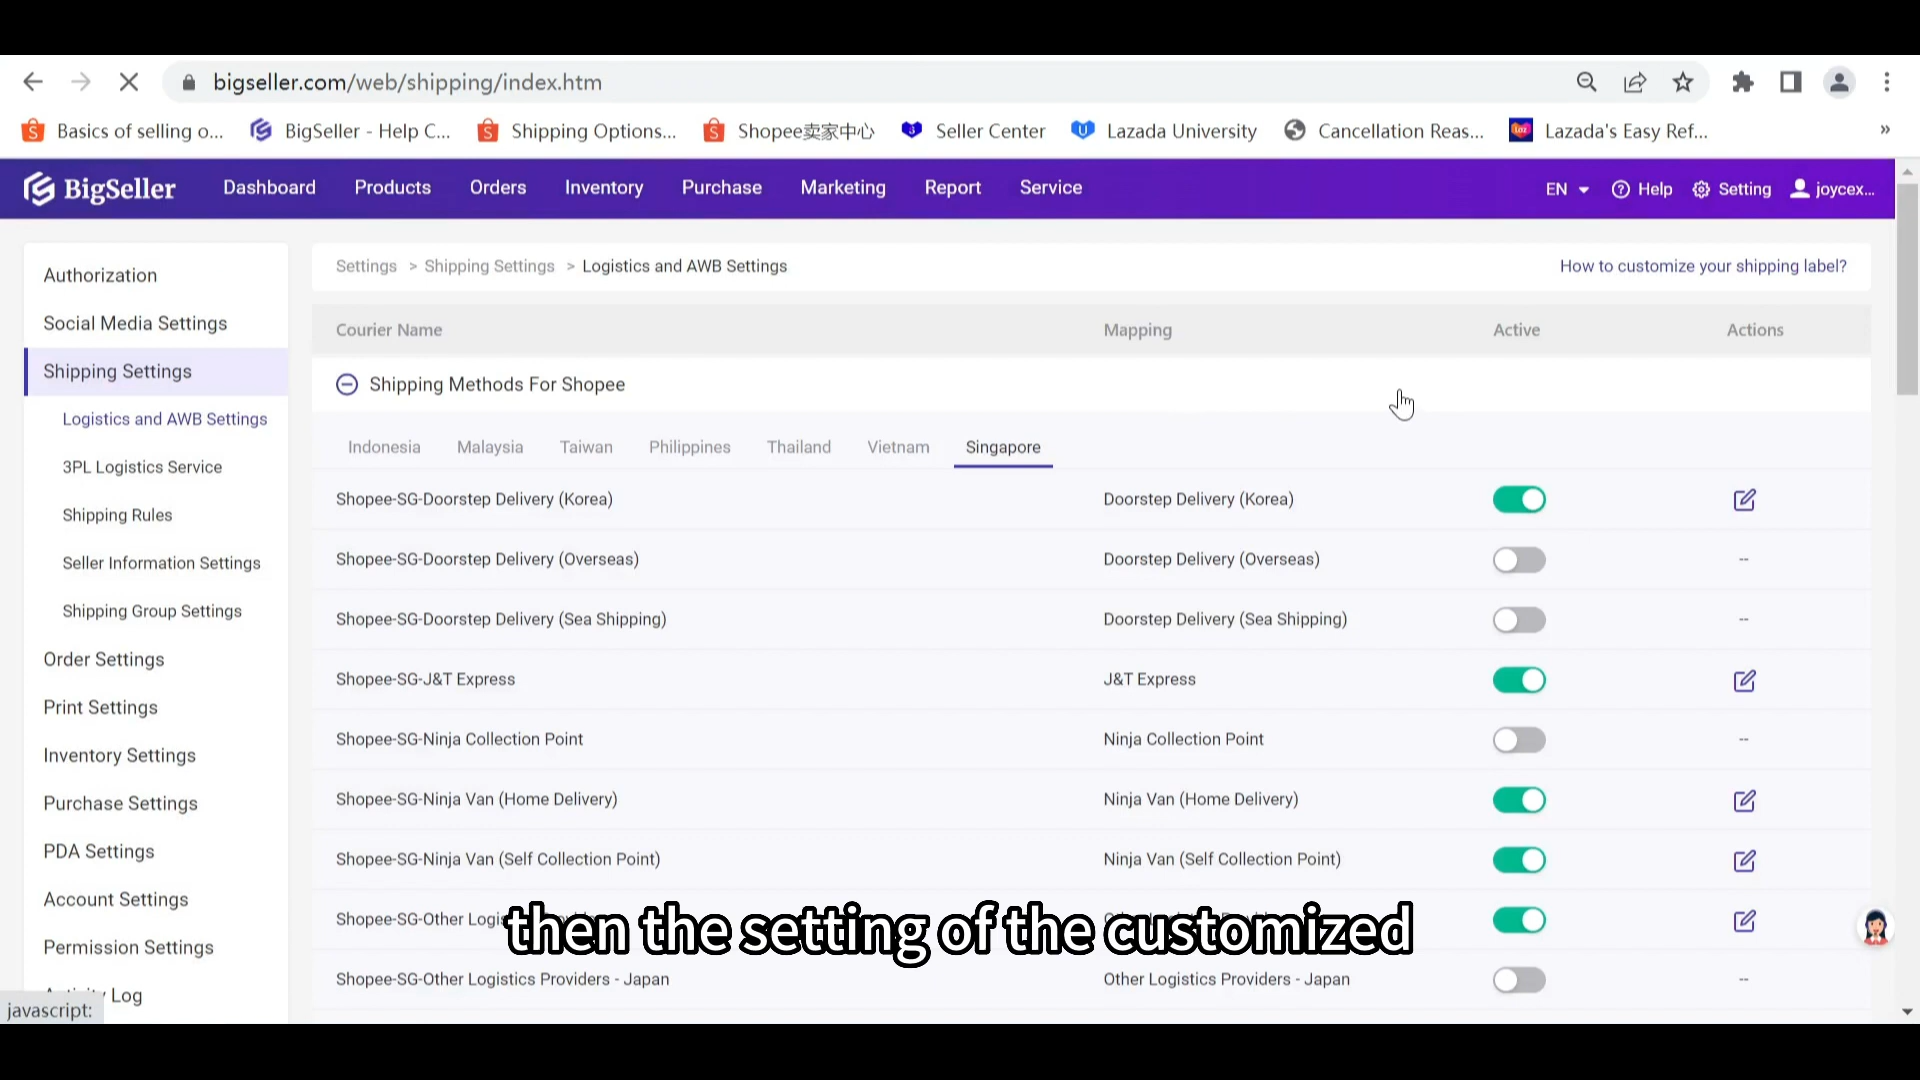 bigseller.com/web/shipping/index.htm
Basics of selling o...
BigSeller - Help C...
Shipping Options...
Shopee卖家中心
Seller Center
Lazada University
Cancellation Reas...
Lazada's Easy Ref...
»
BigSeller
Dashboard
Products
Orders
Inventory
Purchase
Marketing
Report
Service
EN
Help
Setting
joycex...
Authorization
Social Media Settings
Shipping Settings
Logistics and AWB Settings
3PL Logistics Service
Shipping Rules
Seller Information Settings
Shipping Group Settings
Order Settings
Print Settings
Inventory Settings
Purchase Settings
PDA Settings
Account Settings
Permission Settings
Log
javascript:
Settings > Shipping Settings > Logistics and AWB Settings
How to customize your shipping label?
Courier Name Mapping Active Actions
Shipping Methods For Shopee
Indonesia Malaysia Taiwan Philippines Thailand Vietnam Singapore
Shopee-SG-Doorstep Delivery (Korea) Doorstep Delivery (Korea)
Shopee-SG-Doorstep Delivery (Overseas) Doorstep Delivery (Overseas) --
Shopee-SG-Doorstep Delivery (Sea Shipping) Doorstep Delivery (Sea Shipping) --
Shopee-SG-J&T Express J&T Express
Shopee-SG-Ninja Collection Point Ninja Collection Point --
Shopee-SG-Ninja Van (Home Delivery) Ninja Van (Home Delivery)
Shopee-SG-Ninja Van (Self Collection Point) Ninja Van (Self Collection Point)
Shopee-SG-Other
then the setting of the customized
Shopee-SG-Other Logistics Providers - Japan Other Logistics Providers - Japan --